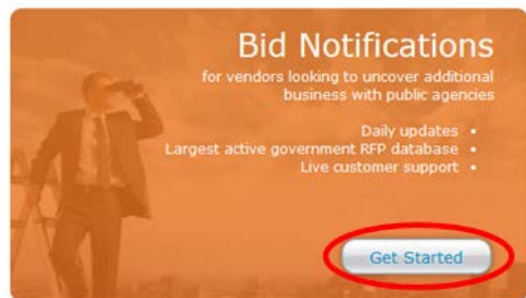 Bid Notifications
for vendors looking to uncover additional
business with public agencies
Daily updates •
Largest active government RFP database •
Live customer support •
Get Started